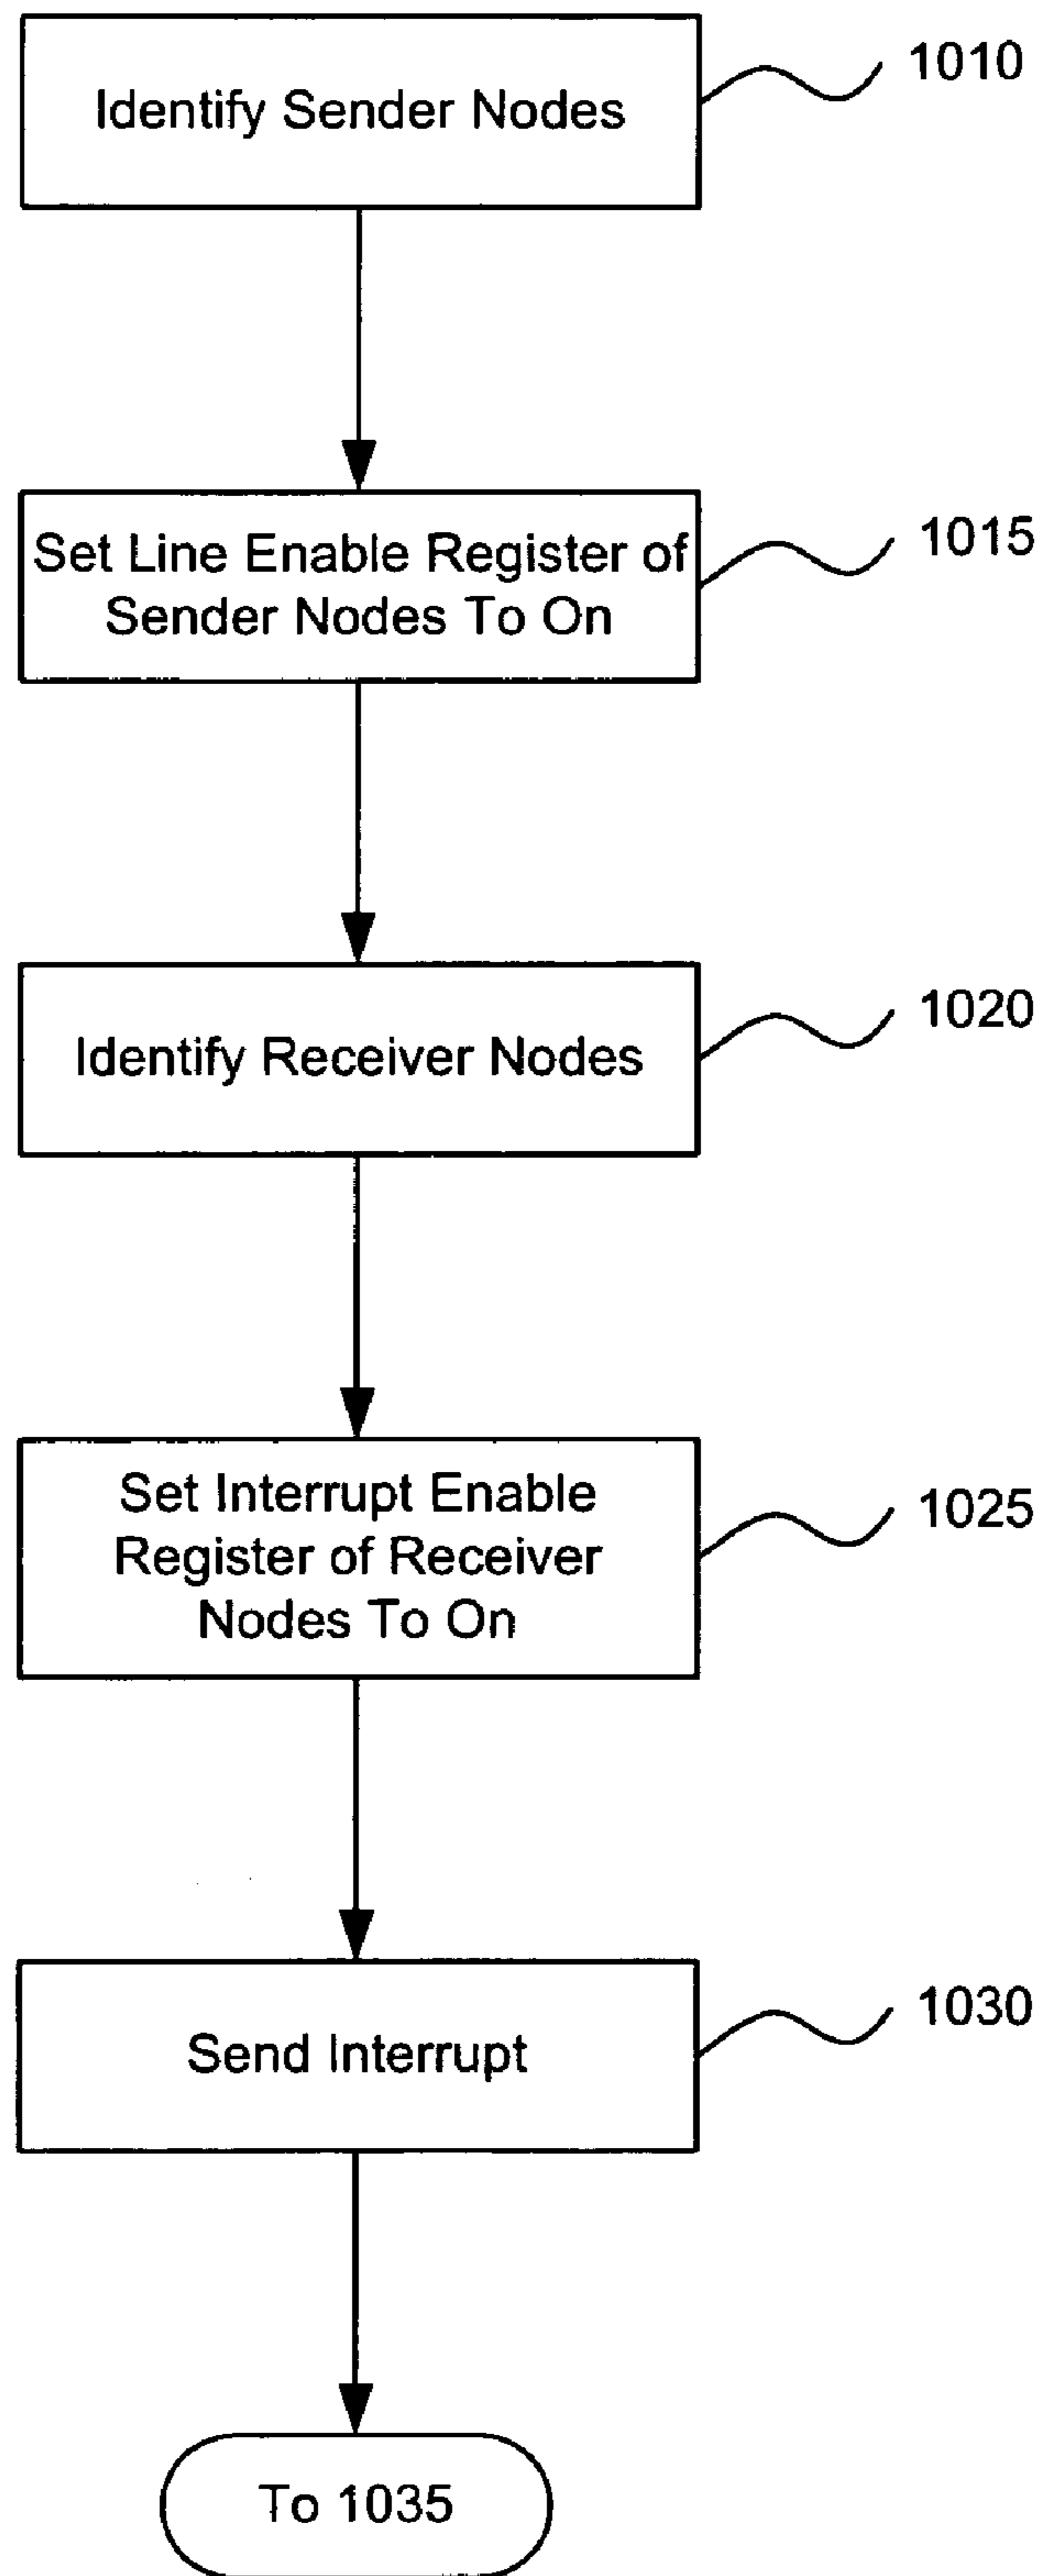 Identify Sender Nodes
1010
Set Line Enable Register of
Sender Nodes To On
1015
Identify Receiver Nodes
1020
Set Interrupt Enable
Register of Receiver
Nodes To On
1025
Send Interrupt
1030
To 1035